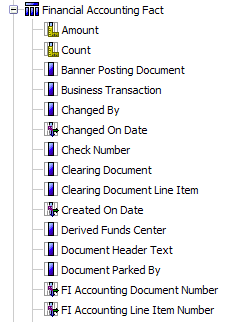 Financial Accounting Fact
Amount
Count
Banner Posting Document
Business Transaction
Changed By
Changed On Date
Check Number
Clearing Document
Clearing Document Line Item
Created On Date
Derived Funds Center
Document Header Text
Document Parked By
FI Accounting Document Number
FI Accounting Line Item Number